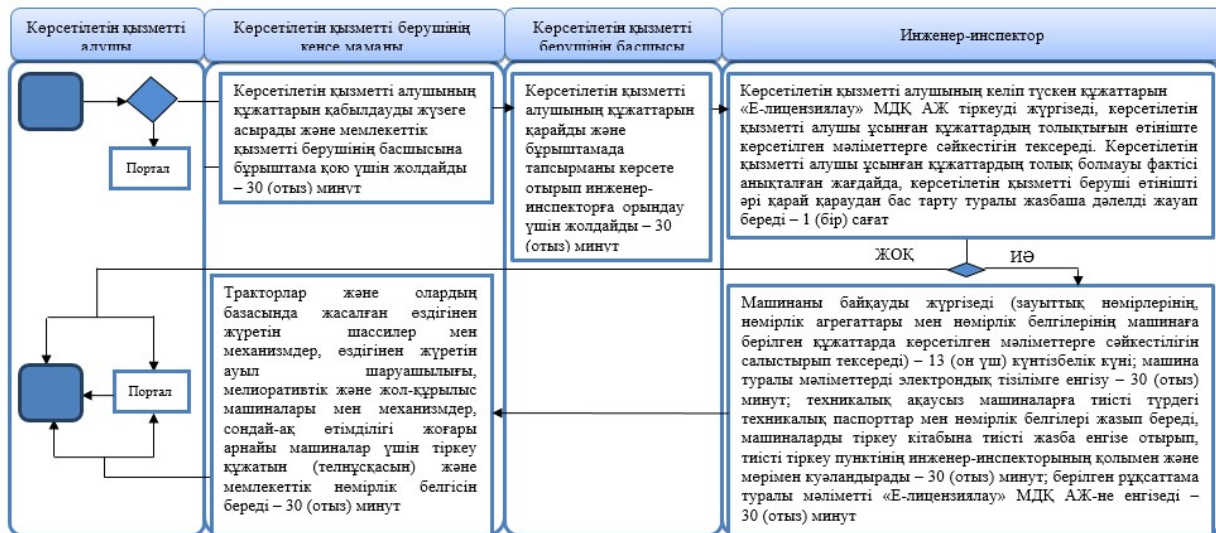 Көрсетілетін қызметті
алушы
Көрсетілетін қызметті берушінің
кеңсе маманы
Көрсетілетін қызметті
берушінің басшысы
Инженер-инспектор
Көрсетілетін қызметті алушының
құжаттарын қабылдауды жүзеге
асырады және мемлекеттік
қызметті берушінің басшысына
бұрыштама қою үшін жолдайды
– 30 (отыз) минут
Портал
Көрсетілетін қызметті
алушының
құжаттарын
қарайды және
бұрыштамада
тапсырманы көрсете
отырып инженер-
инспекторға орындау
үшін жолдайды – 30
(отыз) минут
Көрсетілетін қызметті алушының келіп түскен құжаттарын
«Е-лицензиялау» МДҚ АЖ тіркеуді жүргізеді, көрсетілетін
қызметті алушы ұсынған құжаттардың толықтығын өтініште
көрсетілген мәліметтерге сәйкестігін тексереді. Көрсетілетін
қызметті алушы ұсынған құжаттардың толық болмауы фактісі
анықталған жағдайда, көрсетілетін қызметті беруші өтінішті
әрі қарай қараудан бас тарту туралы жазбаша дәлелді жауап
береді – 1 (бір) сағат
ЖОҚ
ИӘ
Портал
Тракторлар және олардың
базасында жасалған өздігінен
жүретін шассилер мен
механизмдер, өздігінен жүретін
ауыл шаруашылығы,
мелиоративтік және жол-құрылыс
машиналары мен механизмдер,
сондай-ақ өтімділігі жоғары
арнайы машиналар үшін тіркеу
құжатын (телнұсқасын) және
мемлекеттік нөмірлік белгісін
береді – 30 (отыз) минут
Машинаны байқауды жүргізеді (зауыттық нөмірлерінің,
нөмірлік агрегаттары мен нөмірлік белгілерінің машинаға
берілген құжаттарда көрсетілген мәліметтерге сәйкестілігін
салыстырып тексереді) – 13 (он үш) күнтізбелік күні; машина
туралы мәліметтерді электрондық тізілімге енгізу – 30 (отыз)
минут; техникалық ақаусыз машиналарға тиісті түрдегі
техникалық паспорттар мен нөмірлік белгілері жазып береді,
машиналарды тіркеу кітабына тиісті жазба енгізе отырып,
тиісті тіркеу пунктінің инженер-инспекторының қолымен және
мөрімен куәландырады – 30 (отыз) минут; берілген рұқсаттама
туралы мәліметті «Е-лицензиялау» МДҚ АЖ-не енгізеді –
30 (отыз) минут